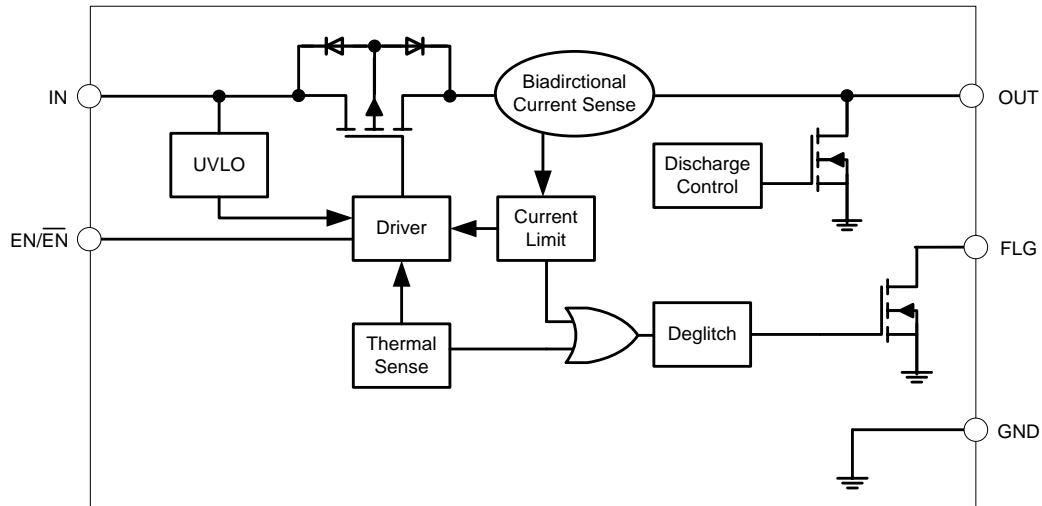 Biadirctional
Current Sense
IN
OUT
UVLO
Discharge
Control
Driver
Current
Limit
EN/EN
FLG
Thermal
Sense
Deglitch
GND